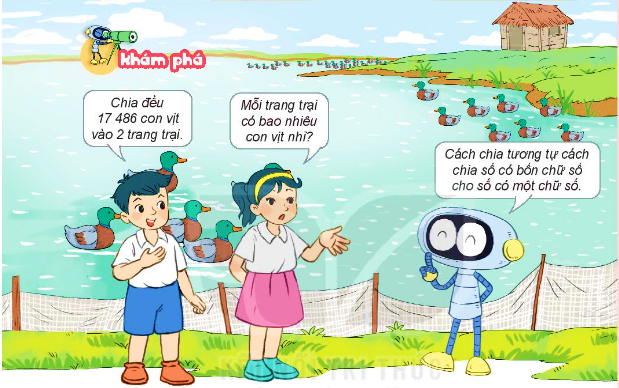 khám phá
Chia đều
17 486 con vịt
vào 2 trang trại.
Mỗi trang trại
có bao nhiêu
con vịt nhỉ?
Cách chia tương tự cách
chia số có bốn chữ số
cho số có một chữ số.